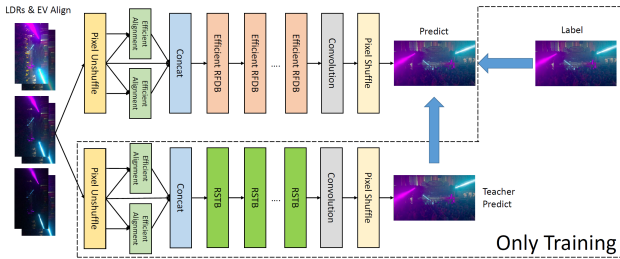 LDRs & EV Align
Pixel Unshuffle
Efficient
Alignment
Efficient
Alignment
Concat
Efficient RFDB
Efficient RFDB
....
Efficient RFDB
Convolution
Pixel Shuffle
Predict
Label
Pixel Unshuffle
Efficient
Alignment
Efficient
Alignment
Concat
RSTB
RSTB
....
RSTB
Convolution
Pixel Shuffle
Teacher
Predict
Only Training